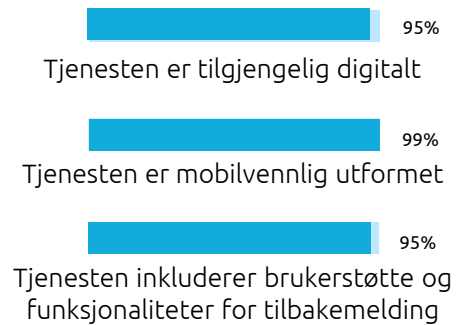 95%
Tjenesten er tilgjengelig digitalt
99%
Tjenesten er mobilvennlig utformet
95%
Tjenesten inkluderer brukerstøtte og
funksjonaliteter for tilbakemelding